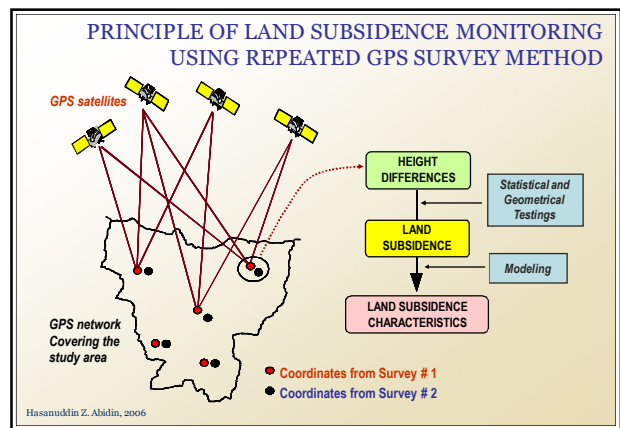 PRINCIPLE OF LAND SUBSIDENCE MONITORING
USING REPEATED GPS SURVEY METHOD
GPS satellites
HEIGHT
DIFFERENCES
Statistical and
Geometrical
Testings
LAND
SUBSIDENCE
Modeling
LAND SUBSIDENCE
CHARACTERISTICS
GPS network
Covering the
study area
Coordinates from Survey # 1
Coordinates from Survey # 2
Hasanuddin Z. Abidin, 2006